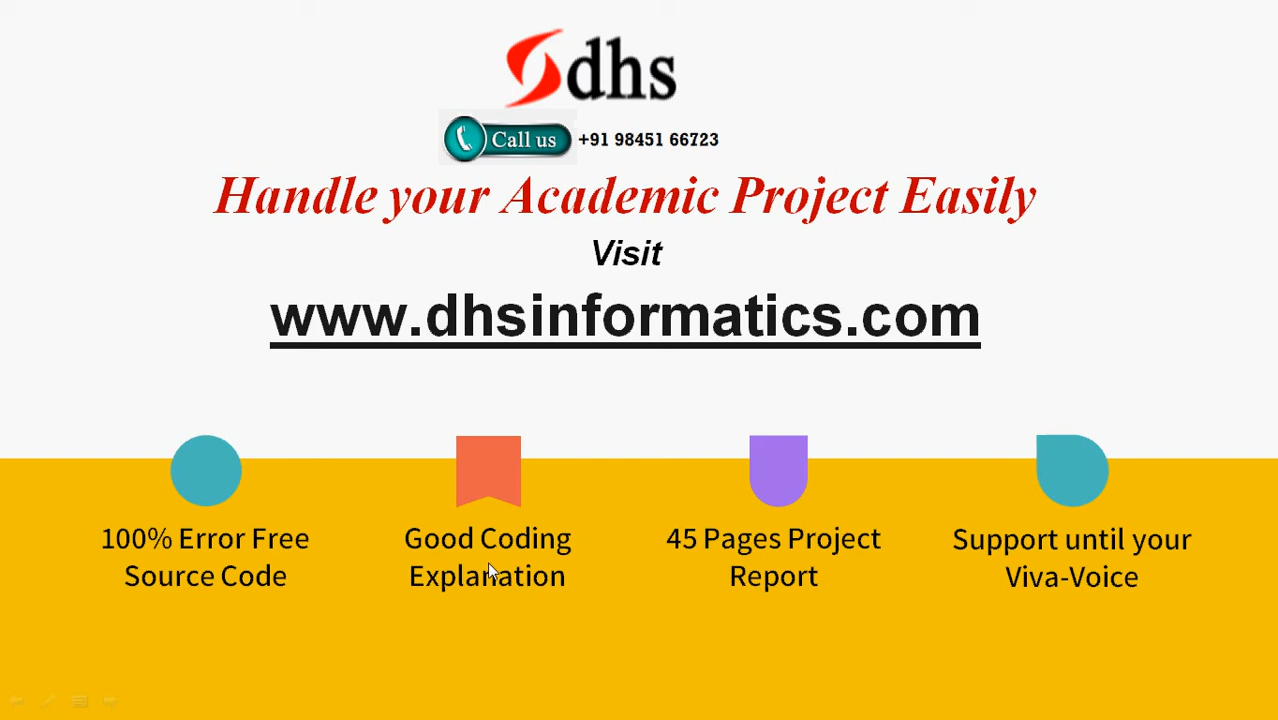 dhs
Call us +91 98451 66723
Handle your Academic Project Easily
Visit
www.dhsinformatics.com
100% Error Free
Source Code
Good Coding
Explanation
45 Pages Project
Report
Support until your
Viva-Voice